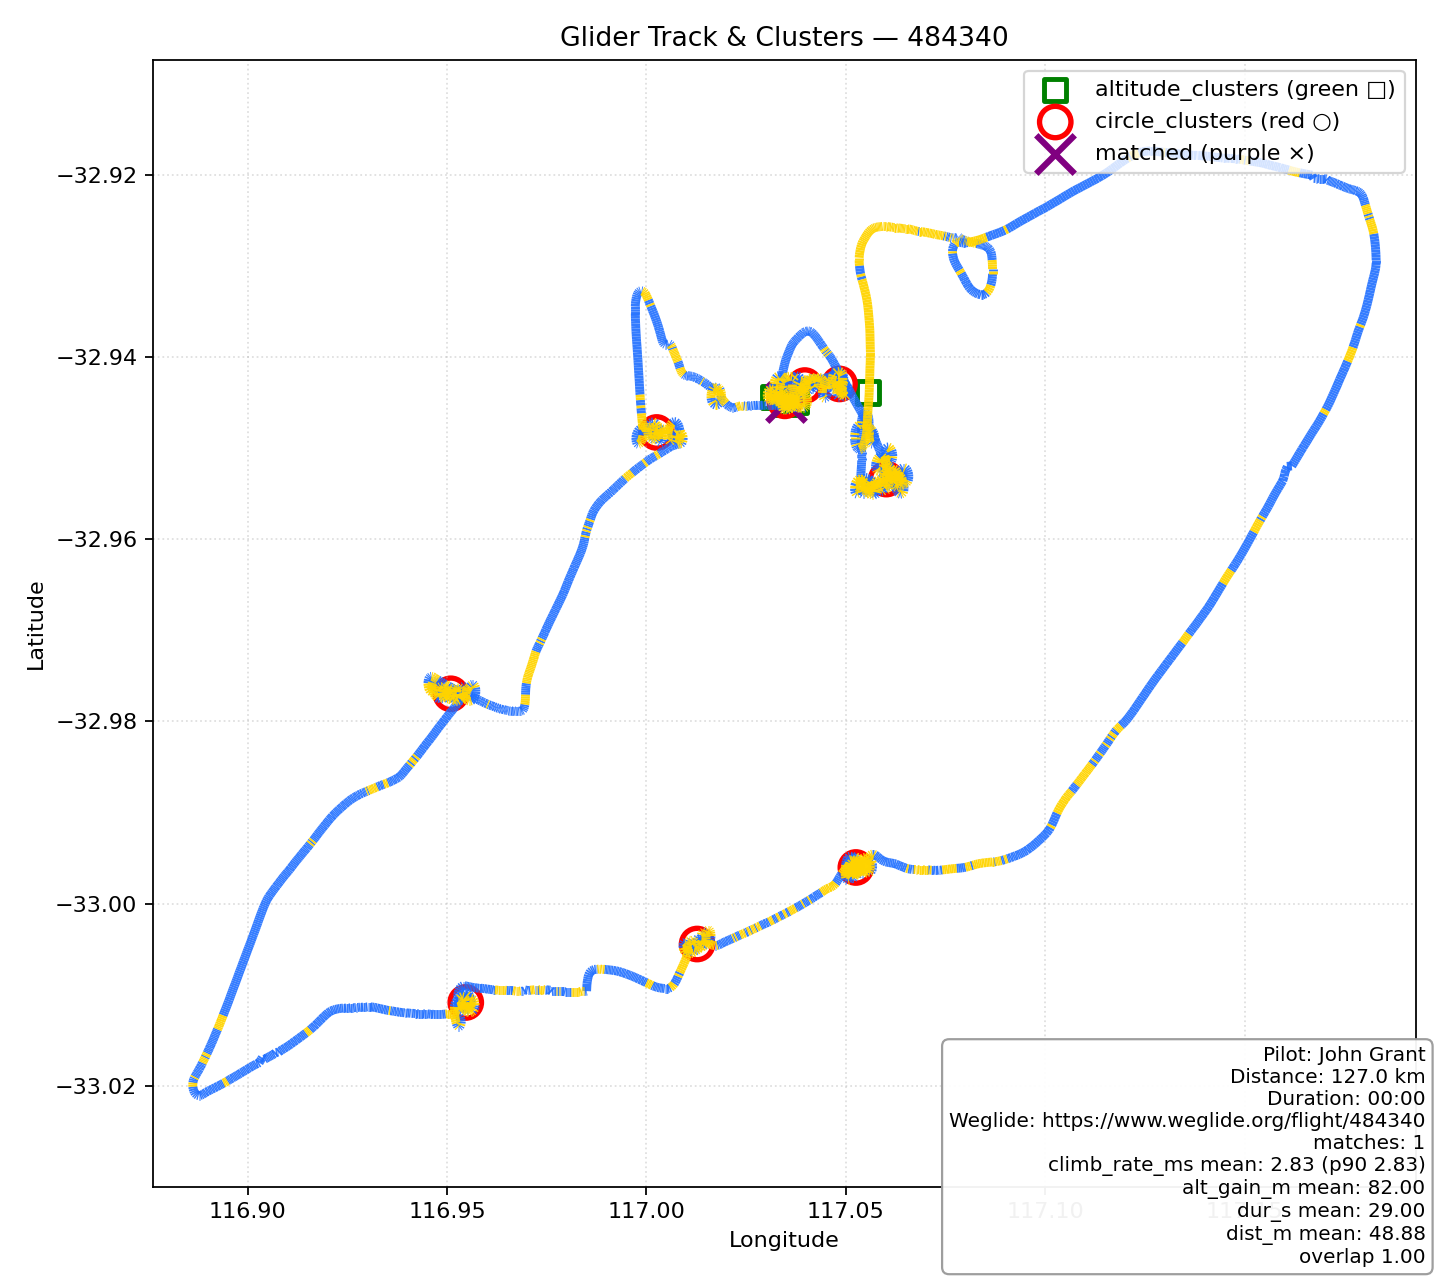 Glider Track & Clusters — 484340
altitude_clusters (green □)
circle_clusters (red ○)
matched (purple ×)
−32.92
−32.94
−32.96
−32.98
−33.00
−33.02
Latitude
116.90 116.95 117.00 117.05 117.10
Longitude
Pilot: John Grant
Distance: 127.0 km
Duration: 00:00
Weglide: https://www.weglide.org/flight/484340
matches: 1
climb_rate_ms mean: 2.83 (p90 2.83)
alt_gain_m mean: 82.00
dur_s mean: 29.00
dist_m mean: 48.88
overlap 1.00